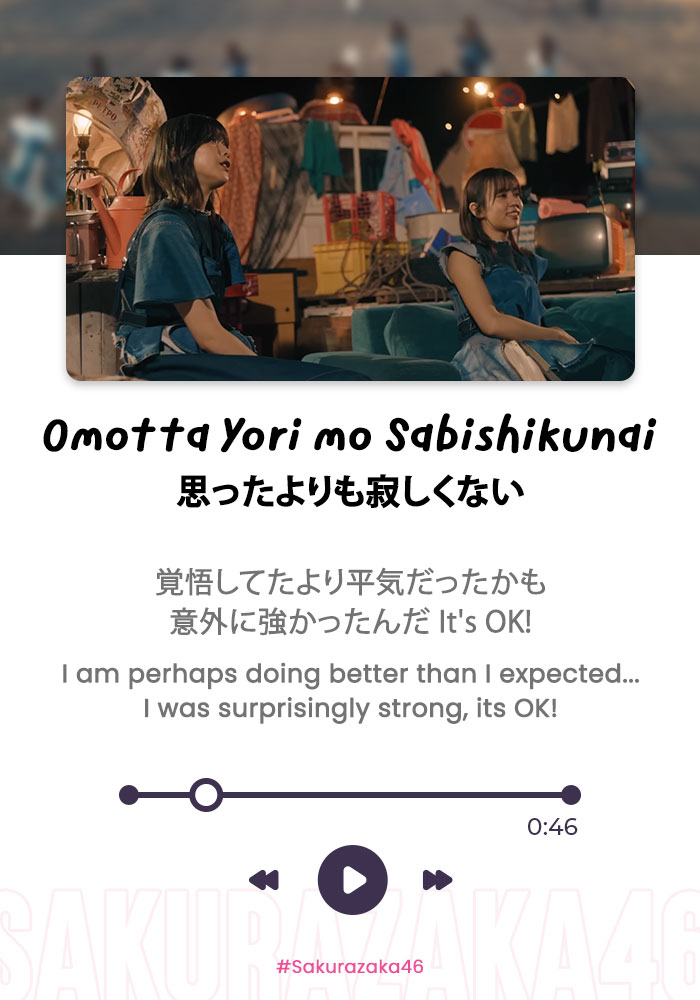 Omotta Yori mo Sabishikunai
思ったよりも寂しくない
覚悟してたより平気だったかも
意外に強かったんだ It's OK!
I am perhaps doing better than I expected...
I was surprisingly strong, its OK!
0:46
SAKURAZAKA46
#Sakurazaka46